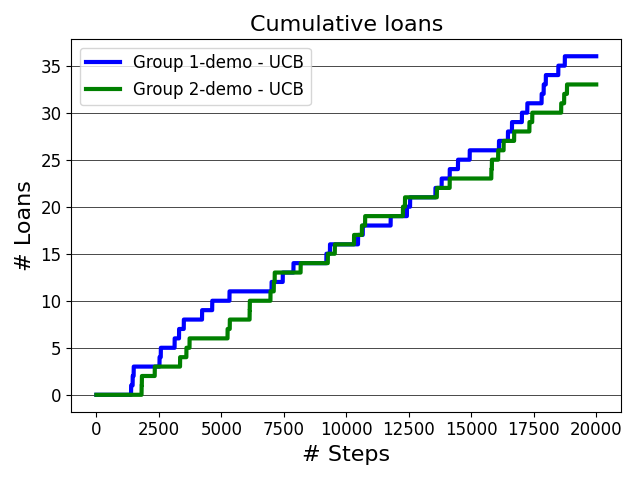 Cumulative loans
Group 1-demo - UCB
Group 2-demo - UCB
# Loans
35
30
25
20
15
10
5
0
0 2500 5000 7500 10000 12500 15000 17500 20000
# Steps